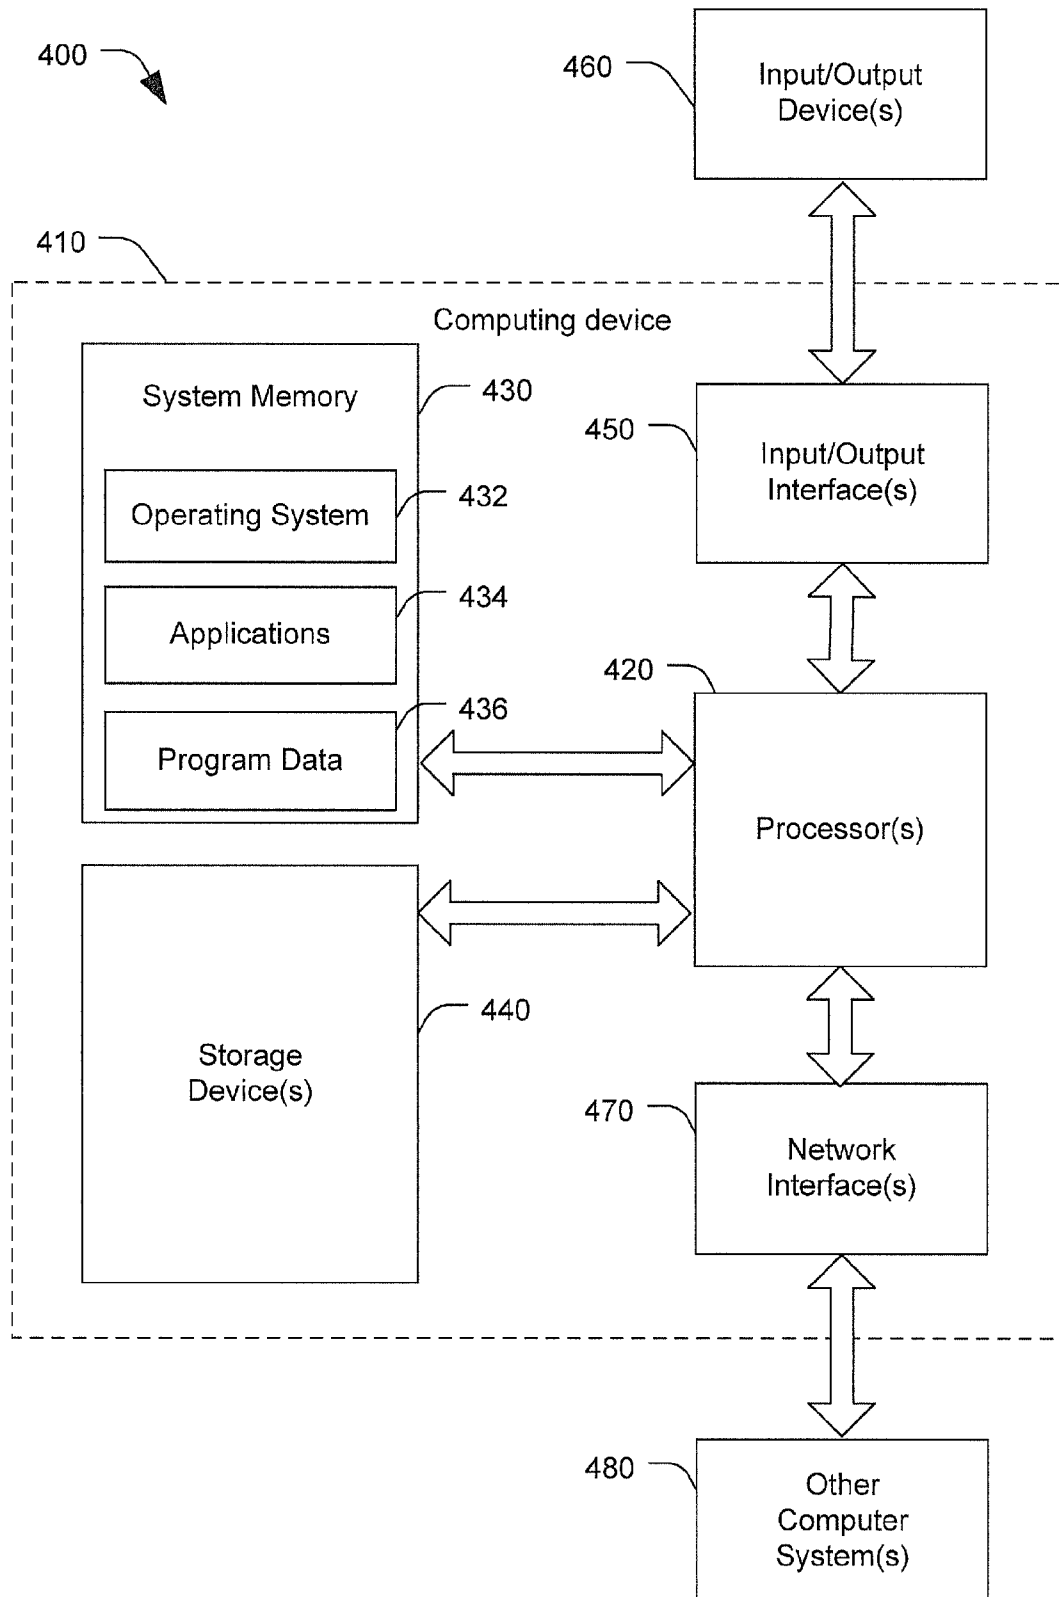 400
460
Input/Output
Device(s)
410
Computing device
System Memory
430
450
Input/Output
Interface(s)
Operating System
432
Applications
434
420
Program Data
436
Processor(s)
Storage
Device(s)
440
470
Network
Interface(s)
480
Other
Computer
System(s)